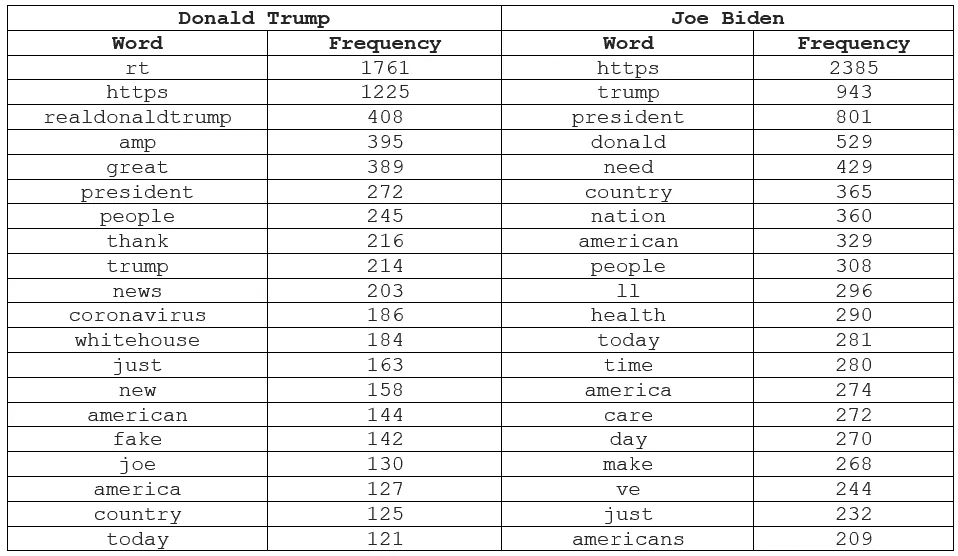 Donald Trump Joe Biden
Word Frequency Word Frequency
rt 1761 https 2385
https 1225 trump 943
realdonaldtrump 408 president 801
amp 395 donald 529
great 389 need 429
president 272 country 365
people 245 nation 360
thank 216 american 329
trump 214 people 308
news 203 ll 296
coronavirus 186 health 290
whitehouse 184 today 281
just 163 time 280
new 158 america 274
american 144 care 272
fake 142 day 270
joe 130 make 268
america 127 ve 244
country 125 just 232
today 121 americans 209